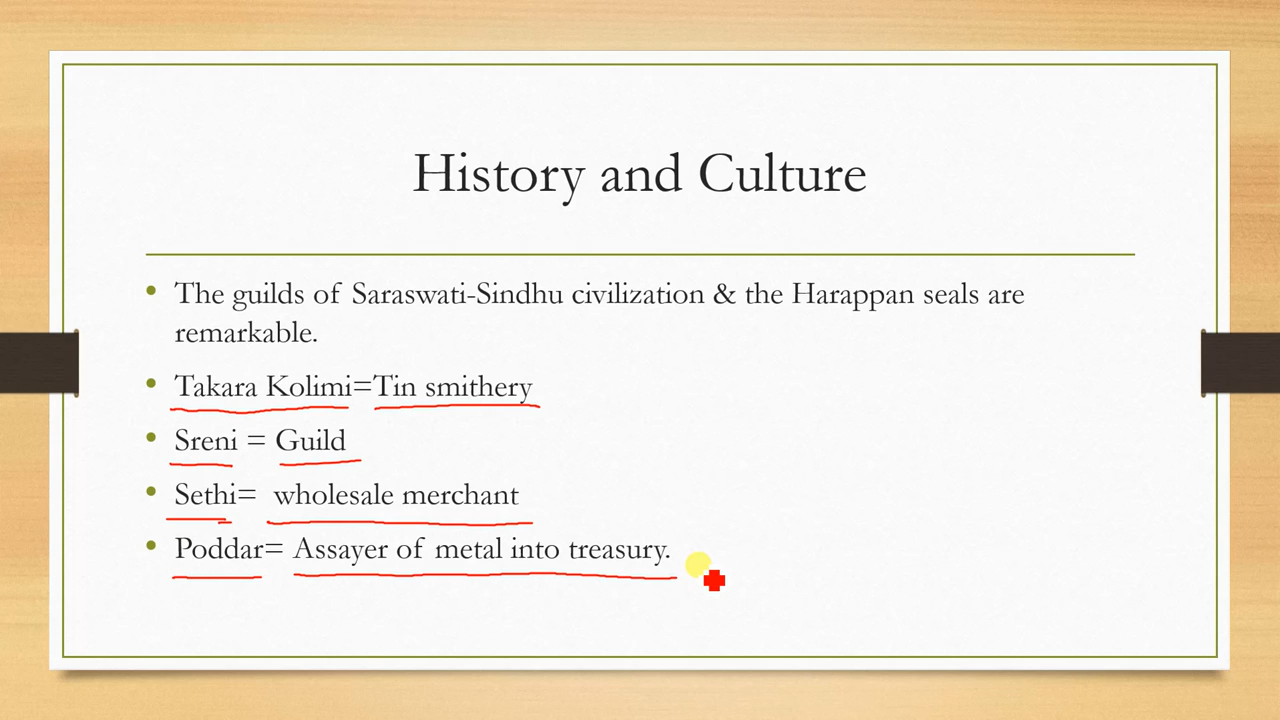 History and Culture
• The guilds of Saraswati-Sindhu civilization & the Harappan seals are
remarkable.
• Takara Kolimi=Tin smithery
• Sreni = Guild
• Sethi=  wholesale merchant
• Poddar= Assayer of metal into treasury.